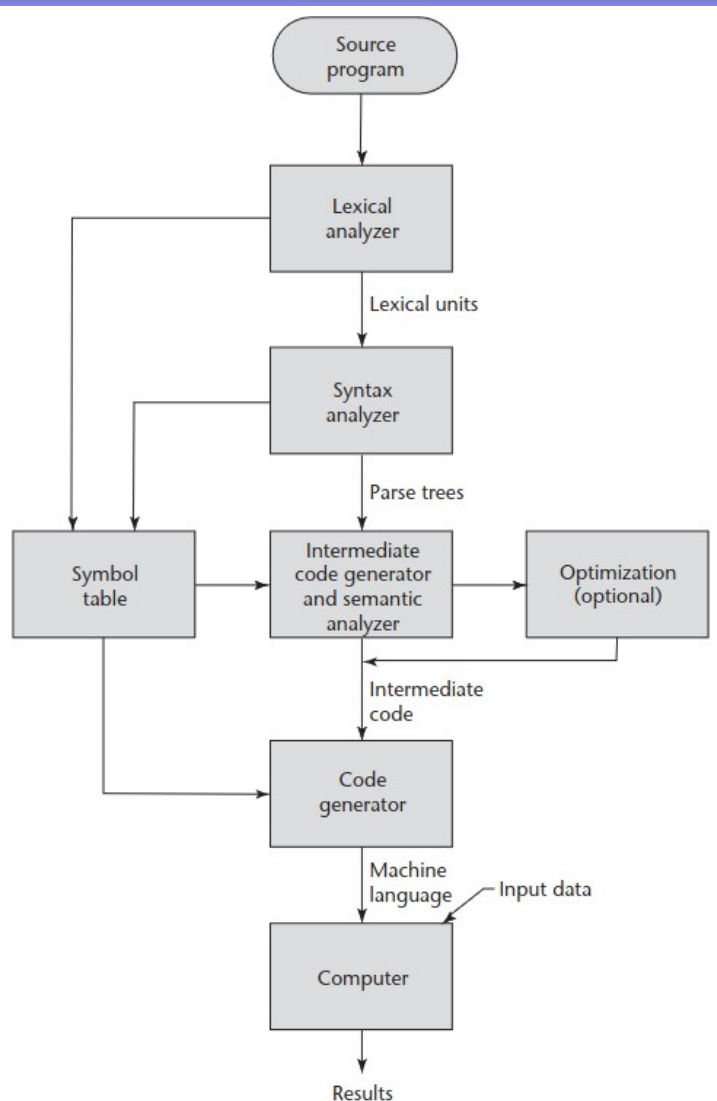 Source
program
Lexical
analyzer
Lexical units
Syntax
analyzer
Parse trees
Symbol
table
Intermediate
code generator
and semantic
analyzer
Optimization
(optional)
Intermediate
code
Code
generator
Machine
language
Input data
Computer
Results